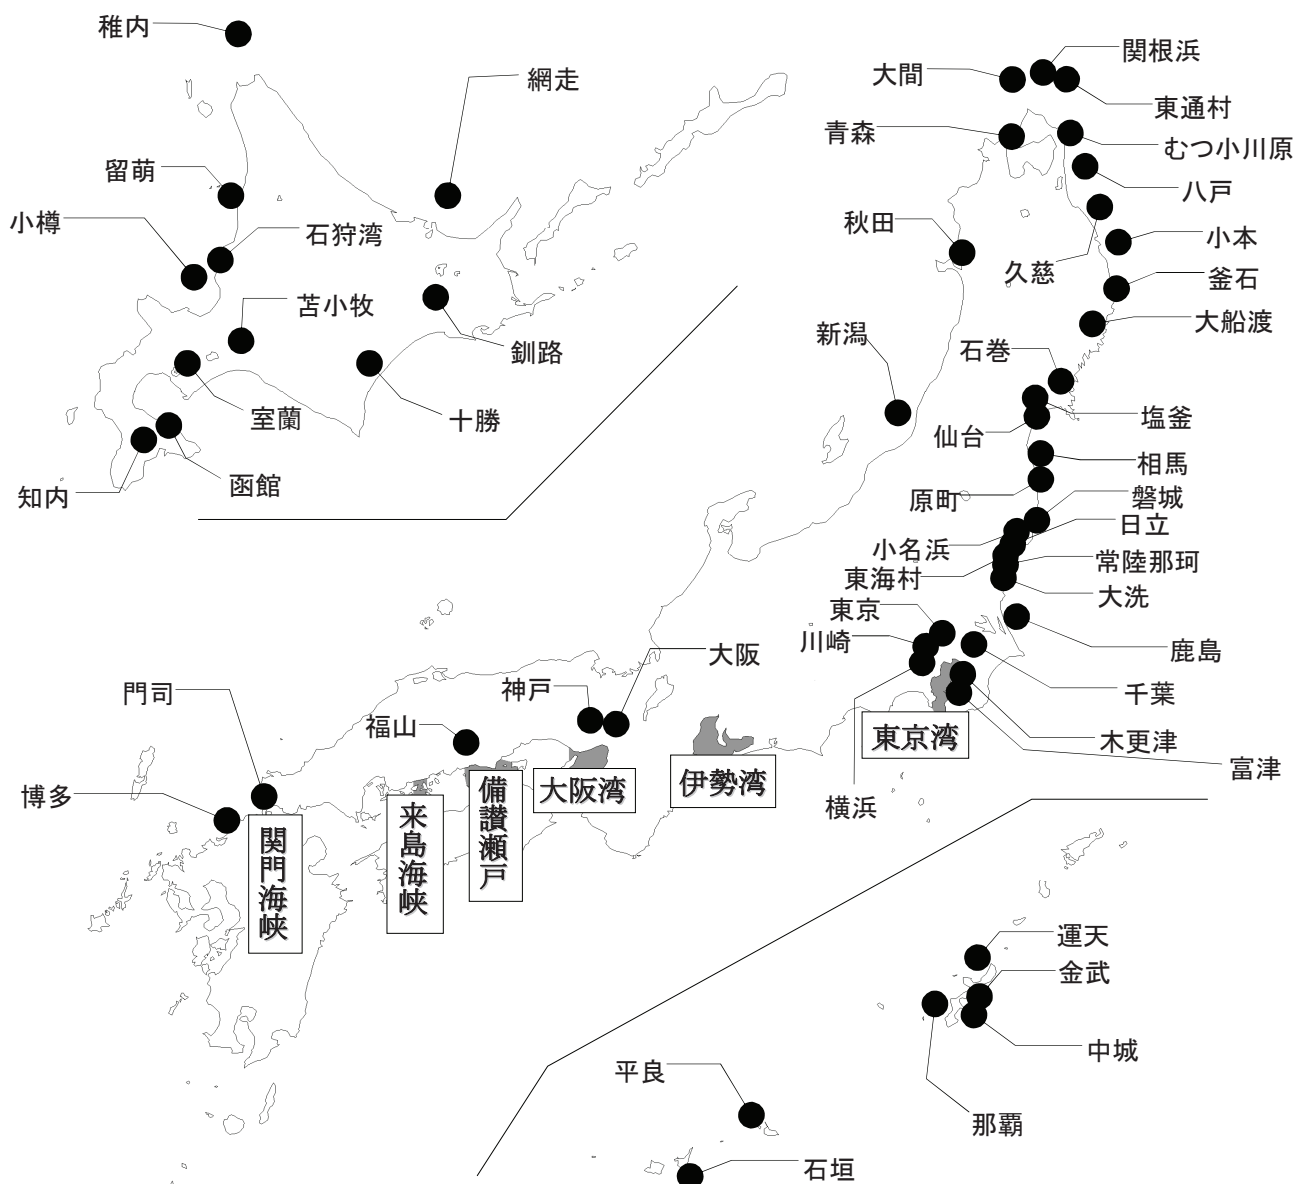 稚内
網走
留萌
小樽
石狩湾
苫小牧
釧路
室蘭
十勝
函館
知内
関根浜
大間
東通村
青森
むつ小川原
八戸
秋田
小本
久慈
釜石
大船渡
新潟
石巻
塩釜
仙台
相馬
原町
磐城
日立
小名浜
常陸那珂
東海村
大洗
東京
川崎
鹿島
千葉
木更津
富津
東京湾
横浜
大阪
神戸
福山
門司
博多
伊勢湾
大阪湾
備讃瀬戸
来島海峡
関門海峡
運天
金武
中城
那覇
平良
石垣